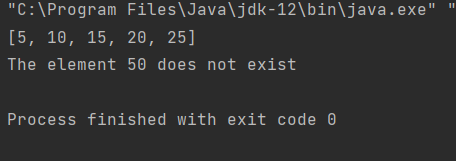 "C:\Program Files\Java\jdk-12\bin\java.exe" "
[5, 10, 15, 20, 25]
The element 50 does not exist
Process finished with exit code 0